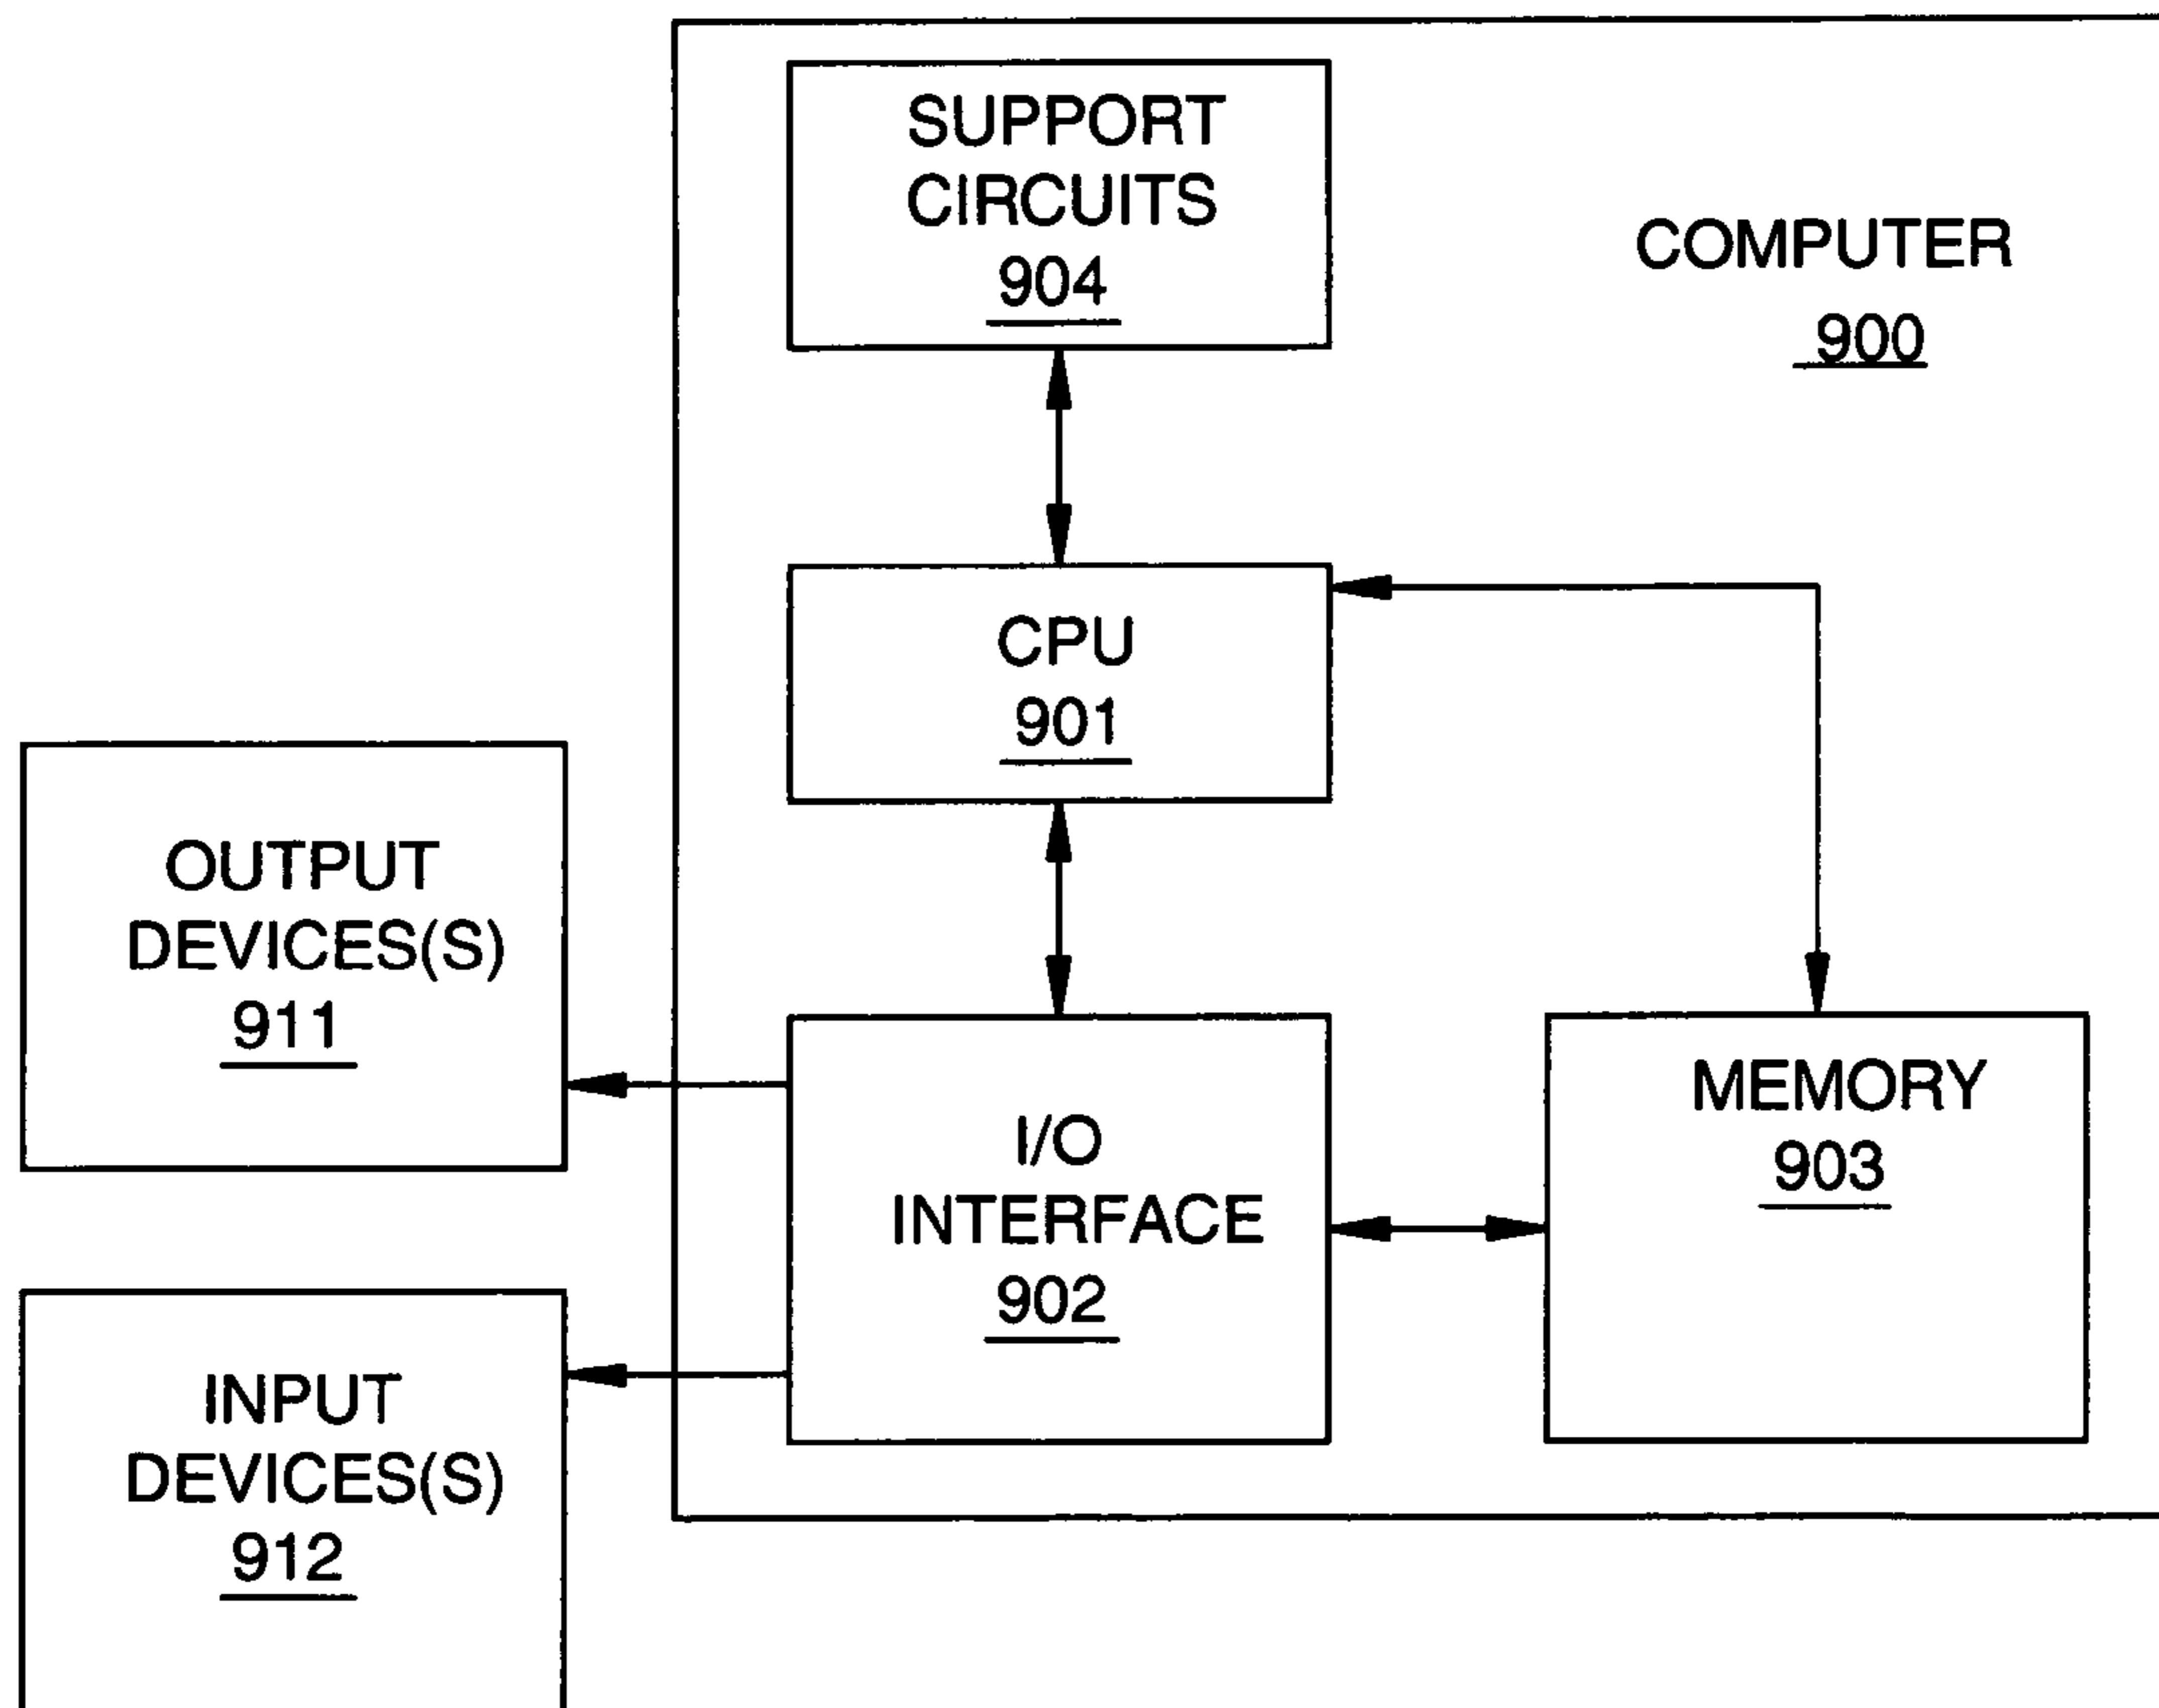 SUPPORT
CIRCUITS
904
COMPUTER
900
CPU
901
OUTPUT
DEVICES(S)
911
I/O
INTERFACE
902
MEMORY
903
INPUT
DEVICES(S)
912